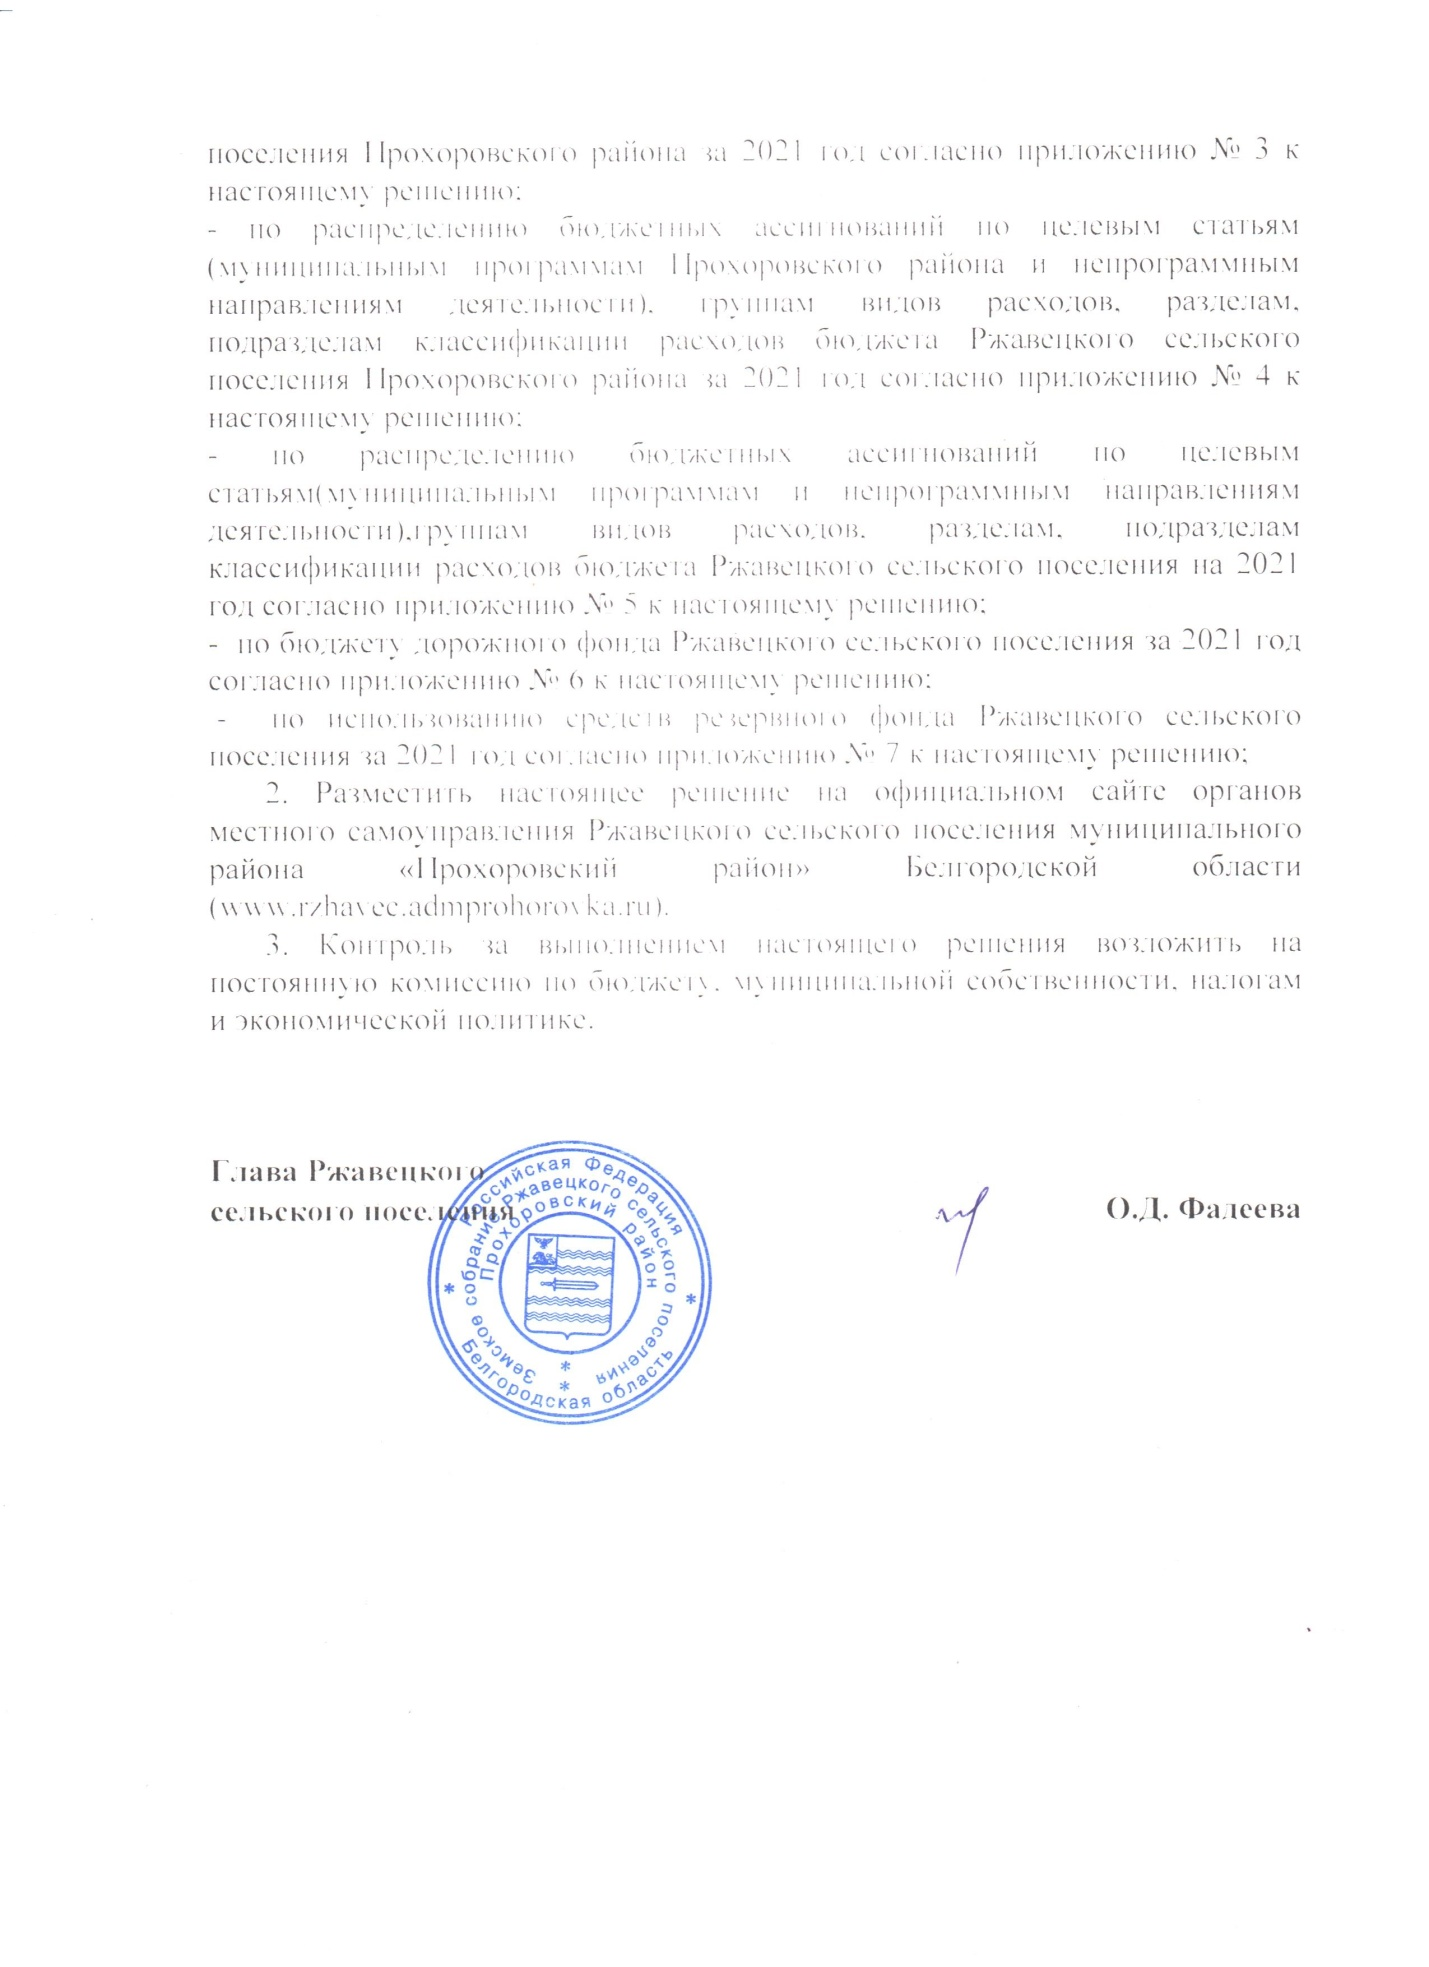 поселения Прохоровского района за 2021 год согласно приложению № 3 к
настоящему решению;
- по распределению бюджетных ассигнований по целевым статьям
(муниципальным программам Прохоровского района и непрограммным
направлениям деятельности), группам видов расходов, разделам,
подразделам классификации расходов бюджета Ржавецкого сельского
поселения Прохоровского района за 2021 год согласно приложению № 4 к
настоящему решению;
- по распределению бюджетных ассигнований по целевым
статьям(муниципальным программам и непрограммным направлениям
деятельности),группам видов расходов, разделам, подразделам
классификации расходов бюджета Ржавецкого сельского поселения на 2021
год согласно приложению № 5 к настоящему решению;
- по бюджету дорожного фонда Ржавецкого сельского поселения за 2021 год
согласно приложению № 6 к настоящему решению;
- по использованию средств резервного фонда Ржавецкого сельского
поселения за 2021 год согласно приложению № 7 к настоящему решению;
2. Разместить настоящее решение на официальном сайте органов
местного самоуправления Ржавецкого сельского поселения муниципального
района «Прохоровский район» Белгородской области
(www.rzhavec.admprohorovka.ru).
3. Контроль за выполнением настоящего решения возложить на
постоянную комиссию по бюджету, муниципальной собственности, налогам
и экономической политике.
Глава Ржавецкого
сельского поселения О.Д. Фадеева
Российская Федерация
Белгородская область
Земское собрание Ржавецкого сельского поселения
Прохоровский район